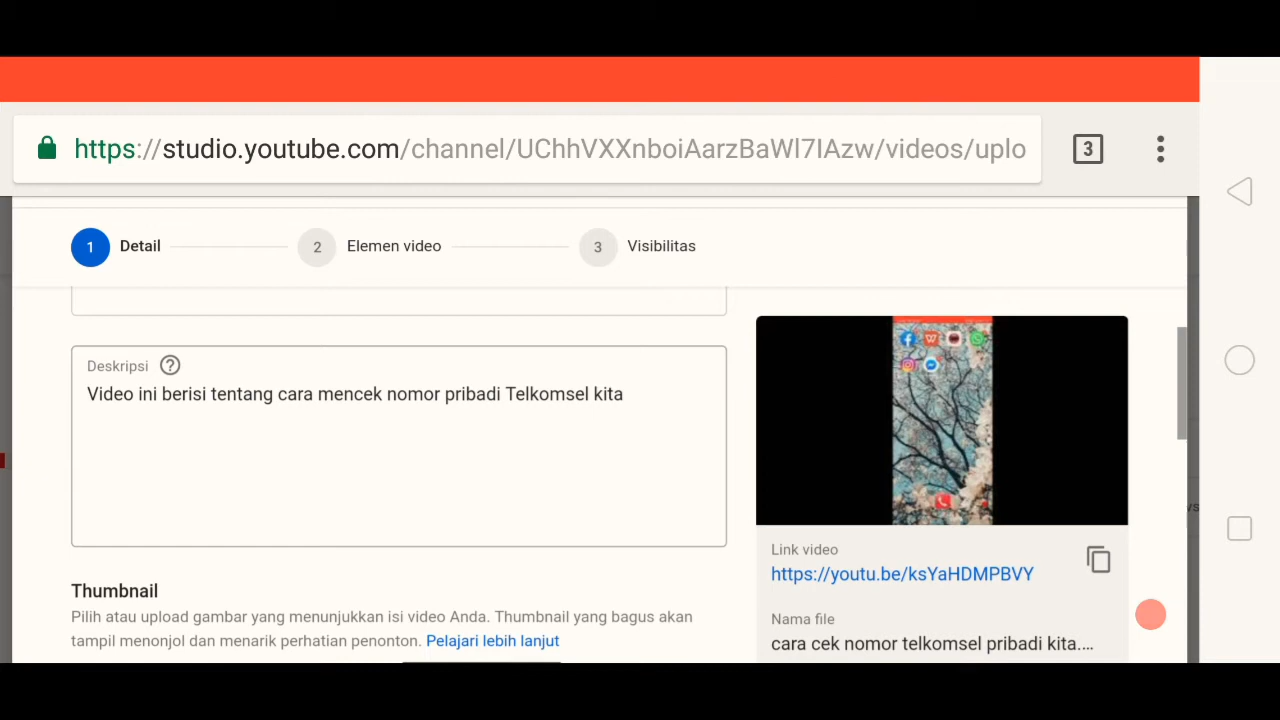 https://studio.youtube.com/channel/UChhVXXnboiAarzBaWl7IAzw/videos/uplo
3
1 Detail
2 Elemen video
3 Visibilitas
Deskripsi ?
Video ini berisi tentang cara mencek nomor pribadi Telkomsel kita
Thumbnail
Pilih atau upload gambar yang menunjukkan isi video Anda. Thumbnail yang bagus akan
tampil menonjol dan menarik perhatian penonton. Pelajari lebih lanjut
Link video
https://youtu.be/ksYaHDMPBVY
Nama file
cara cek nomor telkomsel pribadi kita....